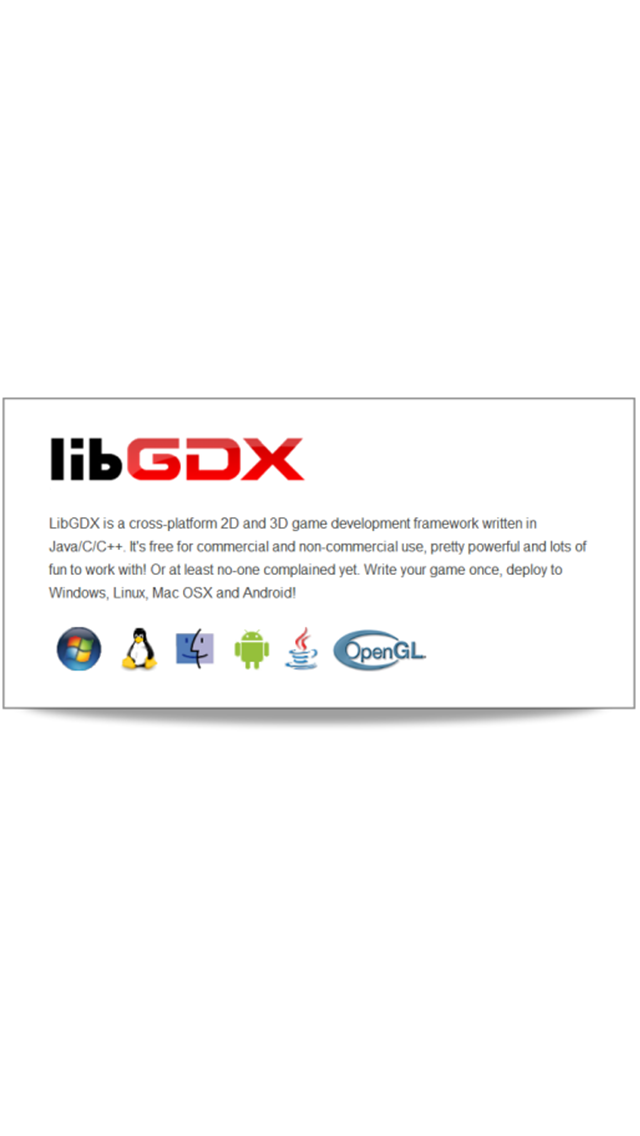 libGDX
LibGDX is a cross-platform 2D and 3D game development framework written in
Java/C/C++. It's free for commercial and non-commercial use, pretty powerful and lots of
fun to work with! Or at least no-one complained yet. Write your game once, deploy to
Windows, Linux, Mac OSX and Android!
OpenGL